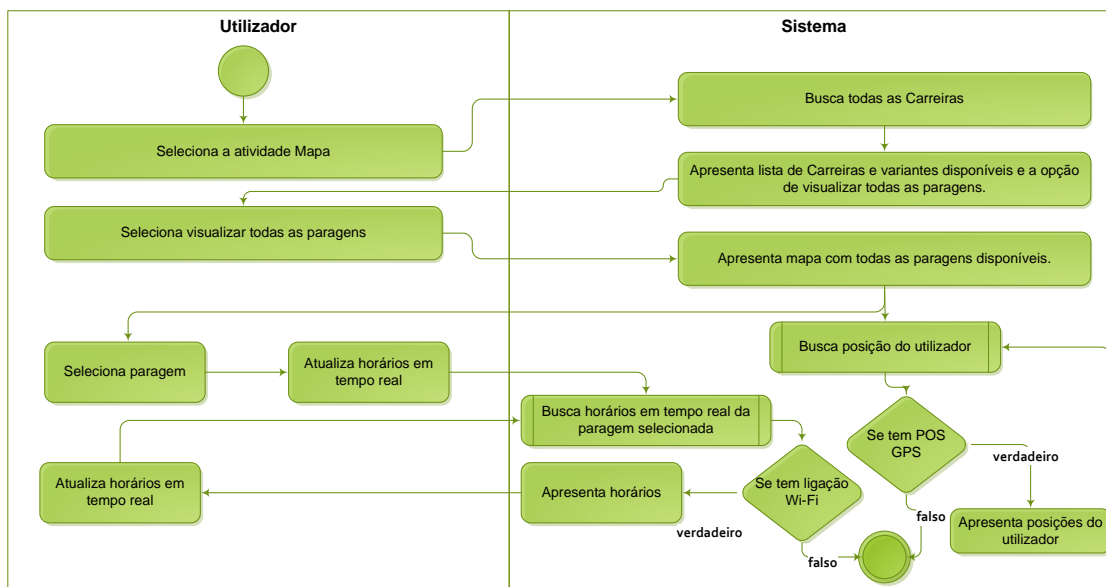 Utilizador
Sistema
Busca todas as Carreiras
Seleciona a atividade Mapa
Apresenta lista de Carreiras e variantes disponíveis e a opção
de visualizar todas as paragens.
Seleciona visualizar todas as paragens
Apresenta mapa com todas as paragens disponíveis.
Busca posição do utilizador
Seleciona paragem
Atualiza horários em
tempo real
Busca horários em tempo real da
paragem selecionada
Se tem POS
GPS
verdadeiro
Atualiza horários em
tempo real
Apresenta horários
Se tem ligação
Wi-Fi
verdadeiro
falso
falso
Apresenta posições do
utilizador